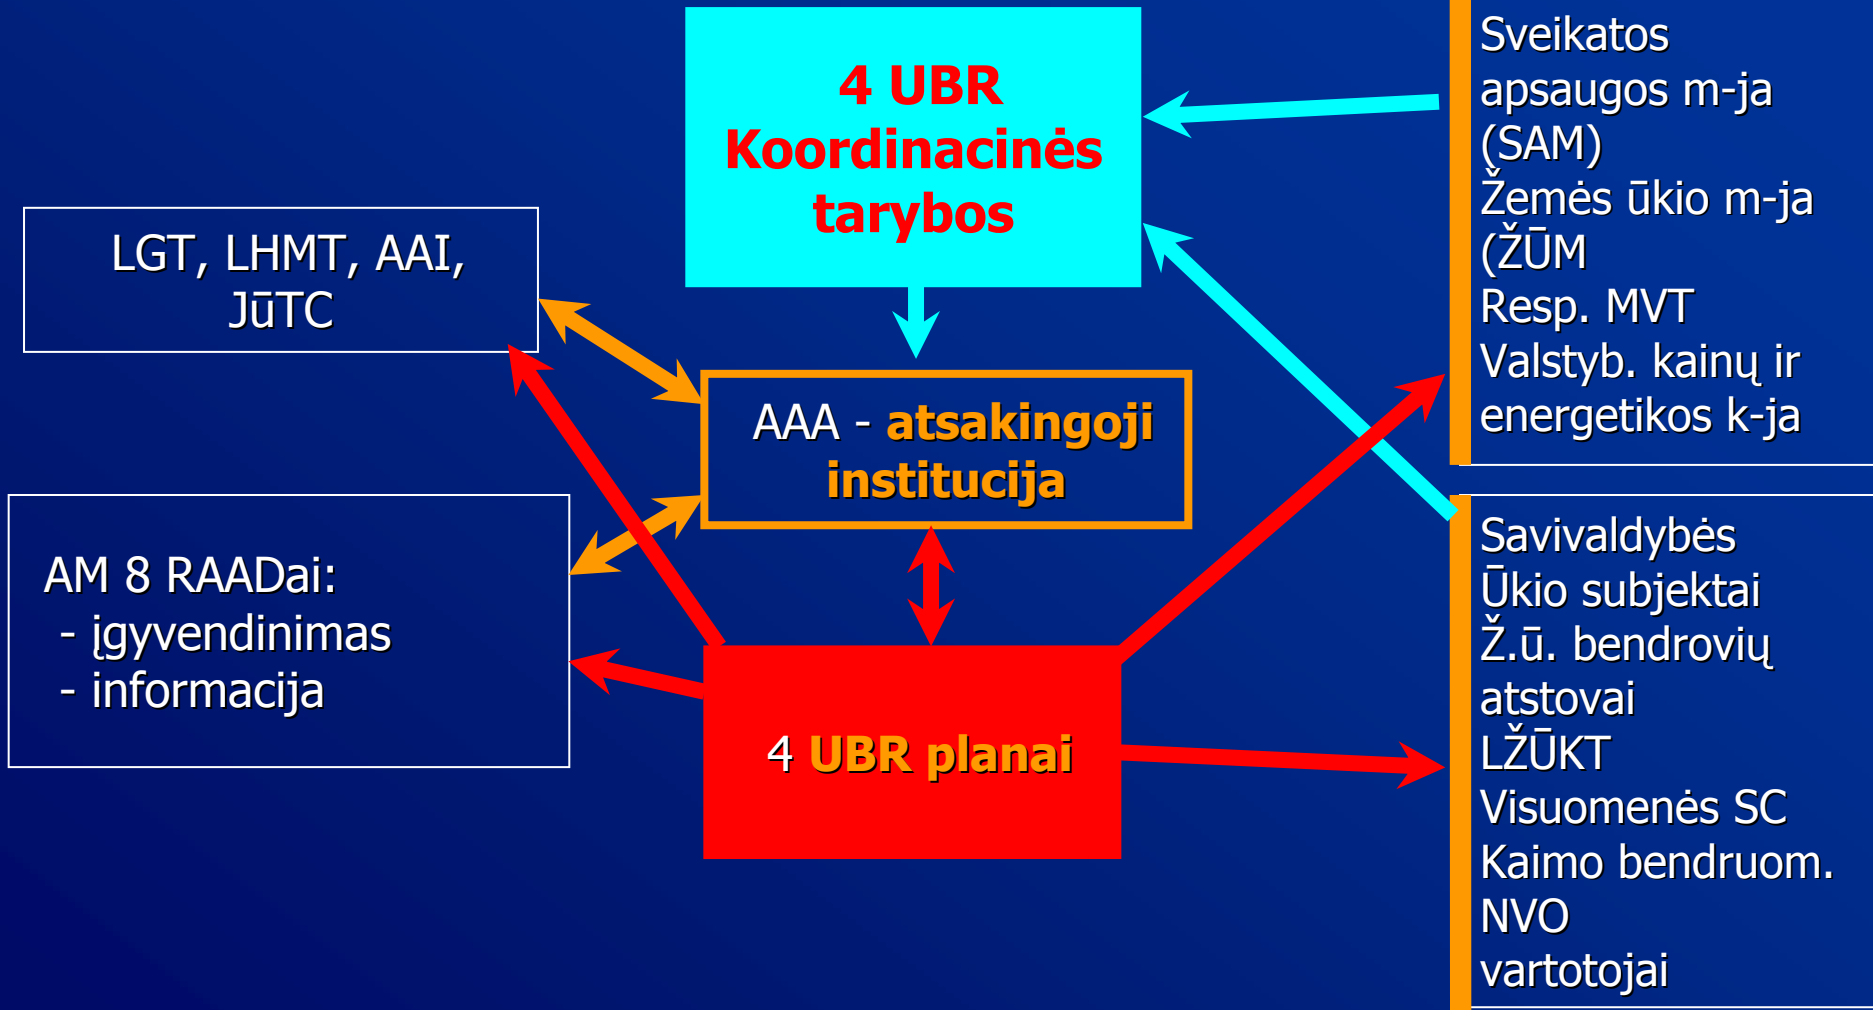 4 UBR
Koordinacinės
tarybos
LGT, LHMT, AAI,
JūTC
AAA - atsakingoji
institucija
AM 8 RAADai:
- įgyvendinimas
- informacija
4 UBR planai
Sveikatos
apsaugos m-ja
(SAM)
Žemės ūkio m-ja
(ŽŪM
Resp. MVT
Valstyb. kainų ir
energetikos k-ja
Savivaldybės
Ūkio subjektai
Ž.ū. bendrovių
atstovai
LŽŪKT
Visuomenės SC
Kaimo bendruom.
NVO
vartotojai